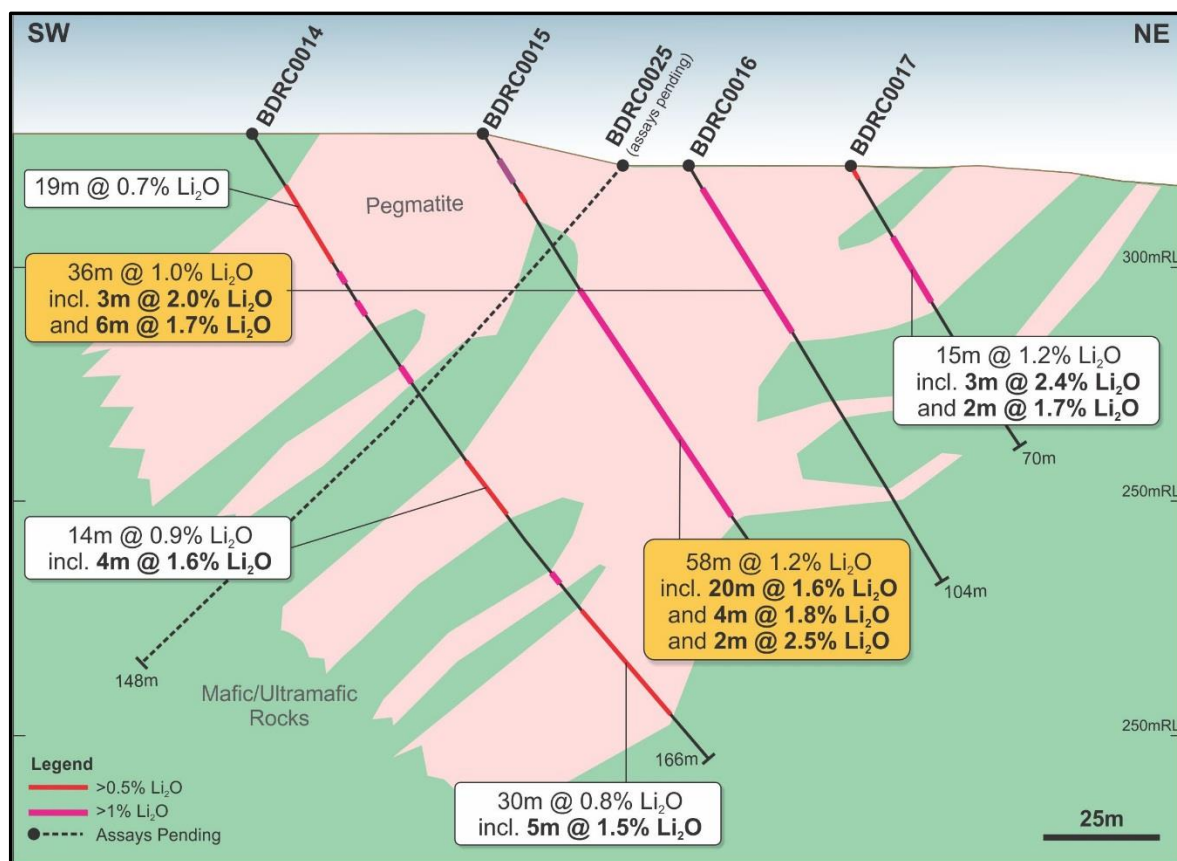 SW
NE
BDRC0014
BDRC0015
BDRC0025
(assays pending)
BDRC0016
BDRC0017
19m @ 0.7% Li₂O
Pegmatite
36m @ 1.0% Li₂O
incl. 3m @ 2.0% Li₂O
and 6m @ 1.7% Li₂O
300mRL
15m @ 1.2% Li₂O
incl. 3m @ 2.4% Li₂O
and 2m @ 1.7% Li₂O
70m
250mRL
14m @ 0.9% Li₂O
incl. 4m @ 1.6% Li₂O
58m @ 1.2% Li₂O
incl. 20m @ 1.6% Li₂O
and 4m @ 1.8% Li₂O
and 2m @ 2.5% Li₂O
104m
148m
Mafic/Ultramafic
Rocks
250mRL
166m
Legend
>0.5% Li₂O
>1% Li₂O
Assays Pending
30m @ 0.8% Li₂O
incl. 5m @ 1.5% Li₂O
25m